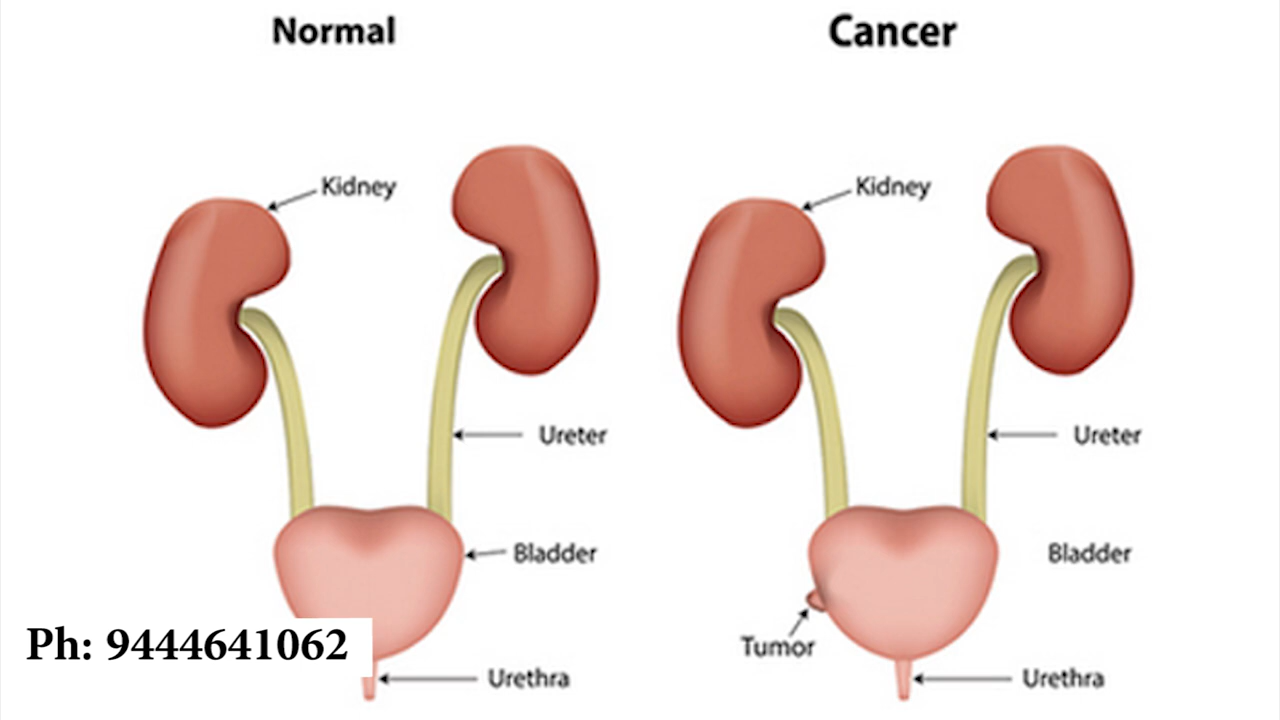 Normal
Kidney
Ureter
Bladder
Urethra
Ph: 9444641062
Cancer
Kidney
Ureter
Bladder
Tumor
Urethra